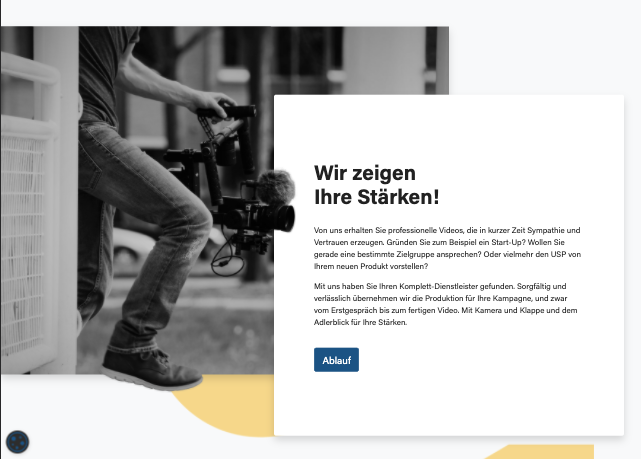 Wir zeigen
Ihre Stärken!
Von uns erhalten Sie professionelle Videos, die in kurzer Zeit Sympathie und
Vertrauen erzeugen. Gründen Sie zum Beispiel ein Start-Up? Wollen Sie
gerade eine bestimmte Zielgruppe ansprechen? Oder vielmehr den USP von
Ihrem neuen Produkt vorstellen?
Mit uns haben Sie Ihren Komplett-Dienstleister gefunden. Sorgfältig und
verlässlich übernehmen wir die Produktion für Ihre Kampagne, und zwar
vom Erstgespräch bis zum fertigen Video. Mit Kamera und Klappe und dem
Adlerblick für Ihre Stärken.
Ablauf